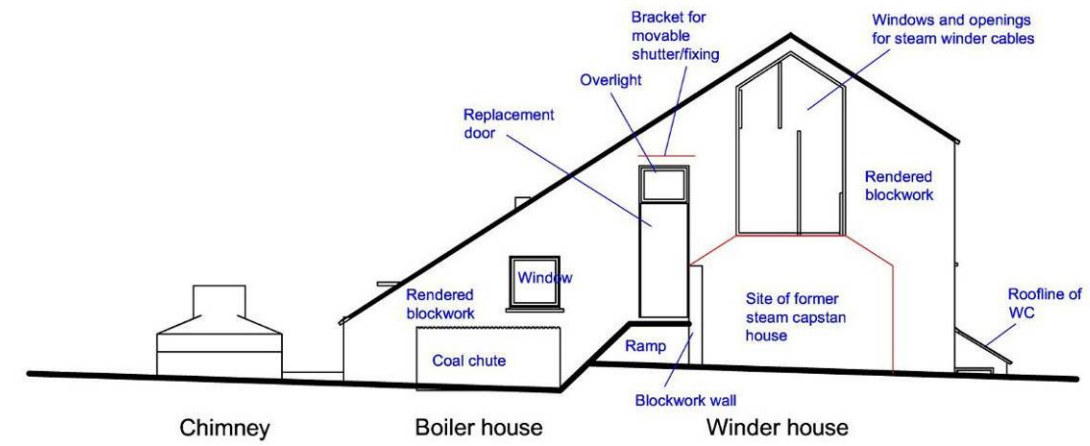 Bracket for
movable
shutter/fixing
Windows and openings
for steam winder cables
Overlight
Replacement
door
Rendered
blockwork
Window
Rendered
blockwork
Site of former
steam capstan
house
Roofline of
WC
Coal chute
Ramp
Blockwork wall
Chimney
Boiler house
Winder house